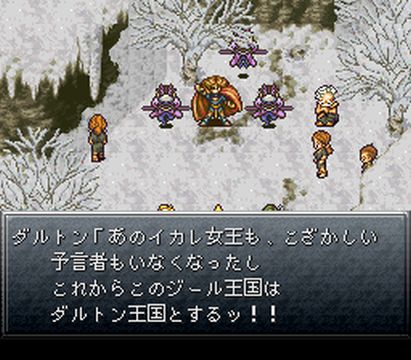 ダルトン「あのイカレ女王も、こざかしい
予言者もいなくなったし
これからこのジール王国は
ダルトン王国とするッ！！